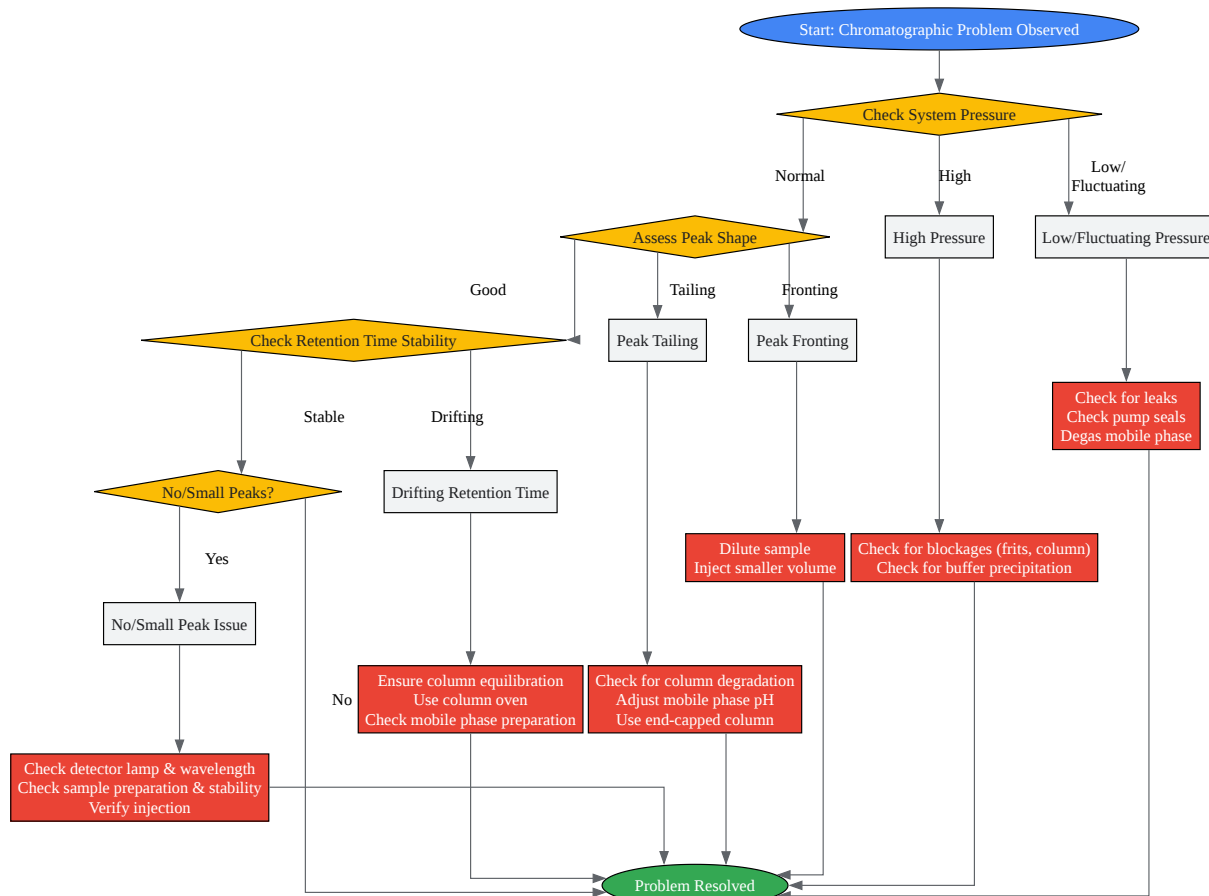 Start: Chromatographic Problem Observed
Check System Pressure
Normal
High
Low/
Fluctuating
Assess Peak Shape
High Pressure
Low/Fluctuating Pressure
Good
Tailing
Fronting
Check Retention Time Stability
Peak Tailing
Peak Fronting
Stable
Drifting
Check for leaks
Check pump seals
Degas mobile phase
No/Small Peaks?
Drifting Retention Time
Yes
Dilute sample
Inject smaller volume
Check for blockages (frits, column)
Check for buffer precipitation
No/Small Peak Issue
No
Ensure column equilibration
Use column oven
Check mobile phase preparation
Check for column degradation
Adjust mobile phase pH
Use end-capped column
Check detector lamp & wavelength
Check sample preparation & stability
Verify injection
Problem Resolved